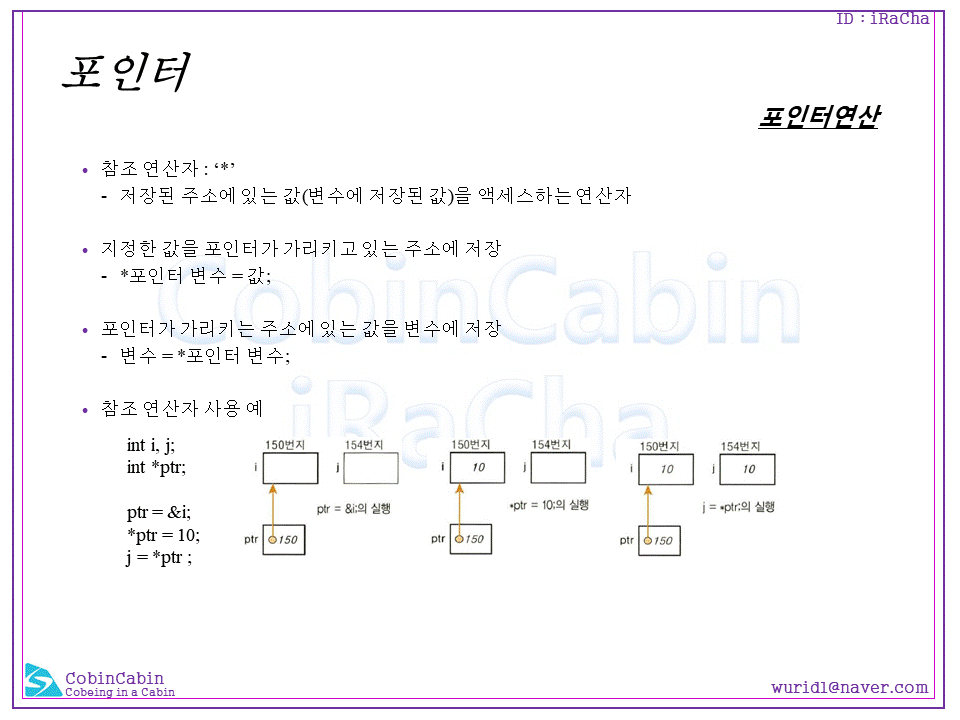 ID : iRaCha
포인터
포인터연산
• 참조 연산자 : ‘*’
- 저장된 주소에 있는 값(변수에 저장된 값)을 액세스하는 연산자
• 지정한 값을 포인터가 가리키고 있는 주소에 저장
- *포인터 변수 = 값;
• 포인터가 가리키는 주소에 있는 값을 변수에 저장
- 변수 = *포인터 변수;
CobinCabin
iRaCha
• 참조 연산자 사용 예
int i, j;
int *ptr;
ptr = &i;
*ptr = 10;
j = *ptr ;
150번지 154번지
i j
ptr = &i;의 실행
ptr 150
150번지 154번지
i 10 j
*ptr = 10;의 실행
ptr 150
150번지 154번지
i 10 j 10
j = *ptr;의 실행
ptr 150
CobinCabin
Cobeing in a Cabin
wurid1@naver.com